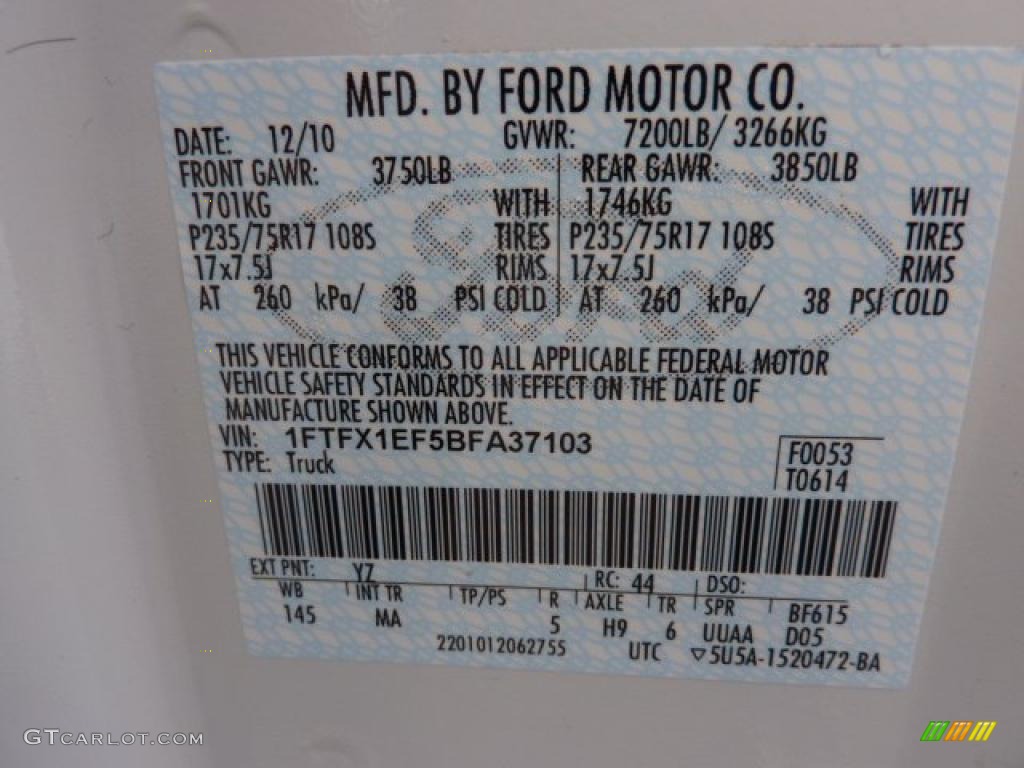 MFD. BY FORD MOTOR CO.
DATE: 12/10 GVWR: 7200LB/ 3266KG
FRONT GAWR: 3750LB REAR GAWR: 3850LB
1701KG WITH 1746KG WITH
P235/75R17 108S TIRES P235/75R17 108S TIRES
17x7.5J RIMS 17x7.5J RIMS
AT 260 kPa/ 38 PSI COLD AT 260 kPa/ 38 PSI COLD
THIS VEHICLE CONFORMS TO ALL APPLICABLE FEDERAL MOTOR
VEHICLE SAFETY STANDARDS IN EFFECT ON THE DATE OF
MANUFACTURE SHOWN ABOVE.
VIN: 1FTFX1EF5BFA37103 F0053
TYPE: Truck T0614
EXT PNT: YZ RC: 44 DSO:
WB INT TR TP/PS R AXLE TR SPR BF615
145 MA 5 H9 6 UUAA D05
2201012062755 UTC ▽5U5A-1520472-BA
Ford
GTCARLOT.COM